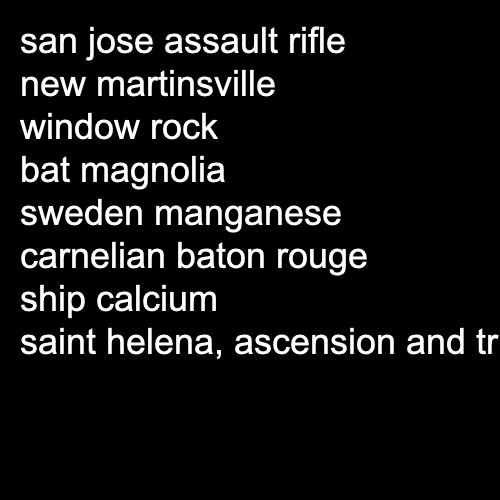 san jose assault rifle
new martinsville
window rock
bat magnolia
sweden manganese
carnelian baton rouge
ship calcium
saint helena, ascension and tr